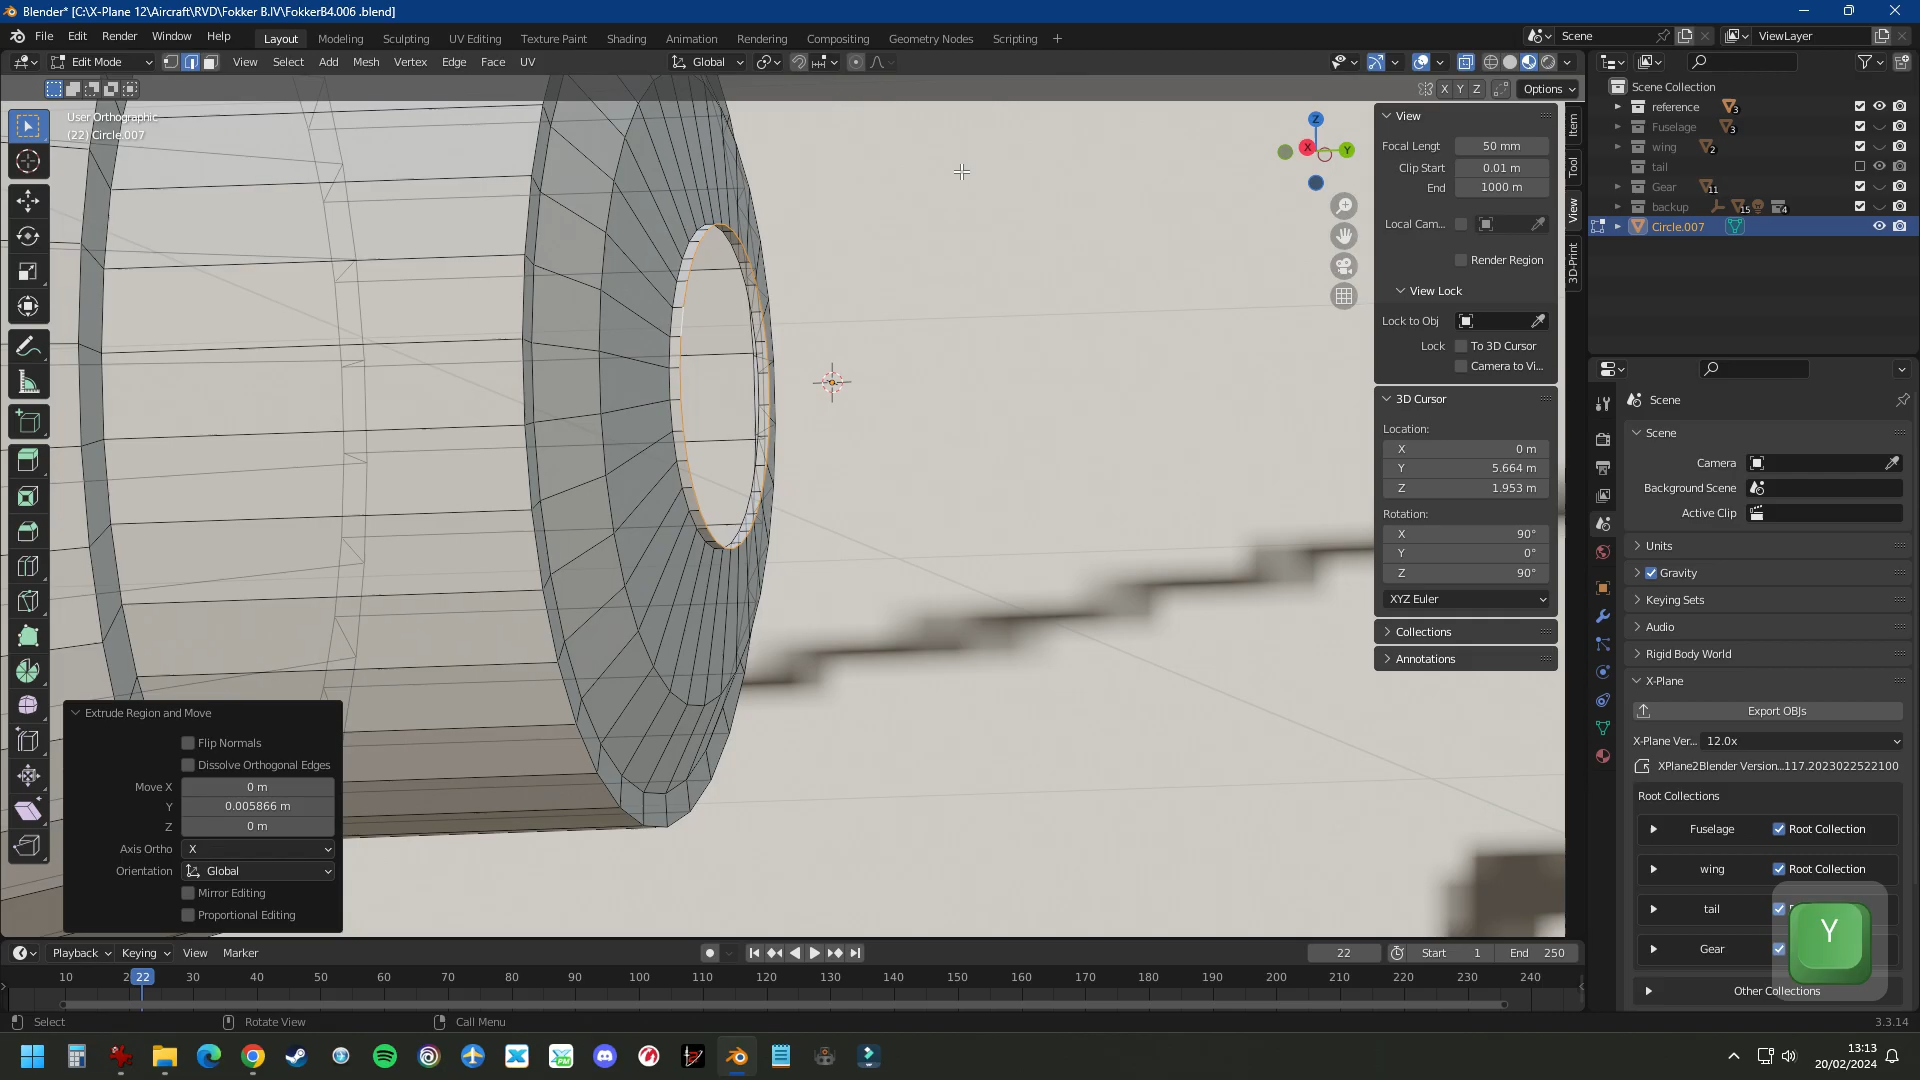 Blender* [C:\X-Plane 12\Aircraft\RVD\Fokker B.IV\FokkerB4.006 .blend]
File Edit Render Window Help
Layout Modeling Sculpting UV Editing Texture Paint Shading Animation Rendering Compositing Geometry Nodes Scripting +
Scene
ViewLayer
Edit Mode
View Select Add Mesh Vertex Edge Face UV
Global
X Y Z
Options
User Orthographic
(22) Circle.007
Z
X
Y
View
Focal Lengt 50 mm
Clip Start 0.01 m
End 1000 m
Local Cam...
Render Region
View Lock
Lock to Obj
Lock To 3D Cursor
Camera to Vi...
3D Cursor
Location:
X 0 m
Y 5.664 m
Z 1.953 m
Rotation:
X 90°
Y 0°
Z 90°
XYZ Euler
Collections
Annotations
Item
Tool
View
3D-Print
Scene Collection
reference 3
Fuselage 3
wing 2
tail
Gear 11
backup 15 4
Circle.007
Scene
Scene
Camera
Background Scene
Active Clip
Units
Gravity
Keying Sets
Audio
Rigid Body World
X-Plane
Export OBJs
X-Plane Ver... 12.0x
XPlane2Blender Version...117.2023022522100
Root Collections
Fuselage Root Collection
wing Root Collection
tail
Gear
Other Collections
Y
Extrude Region and Move
Flip Normals
Dissolve Orthogonal Edges
Move X 0 m
Y 0.005866 m
Z 0 m
Axis Ortho X
Orientation Global
Mirror Editing
Proportional Editing
Playback Keying View Marker
22 Start 1 End 250
10 2 22 30 40 50 60 70 80 90 100 110 120 130 140 150 160 170 180 190 200 210 220 230 240
Select Rotate View Call Menu
3.3.14
13:13
20/02/2024